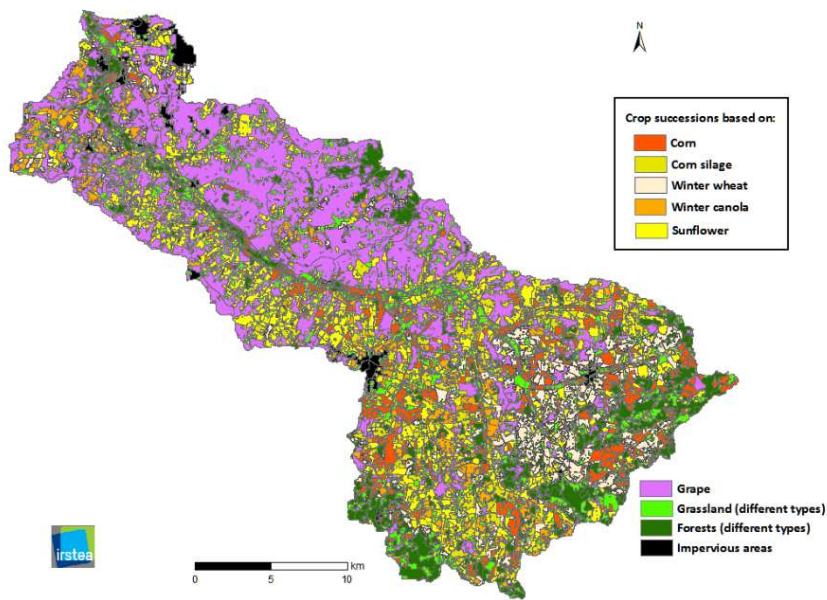 N
Crop successions based on:
Corn
Corn silage
Winter wheat
Winter canola
Sunflower
Grape
Grassland (different types)
Forests (different types)
Impervious areas
irstea
km
0 5 10